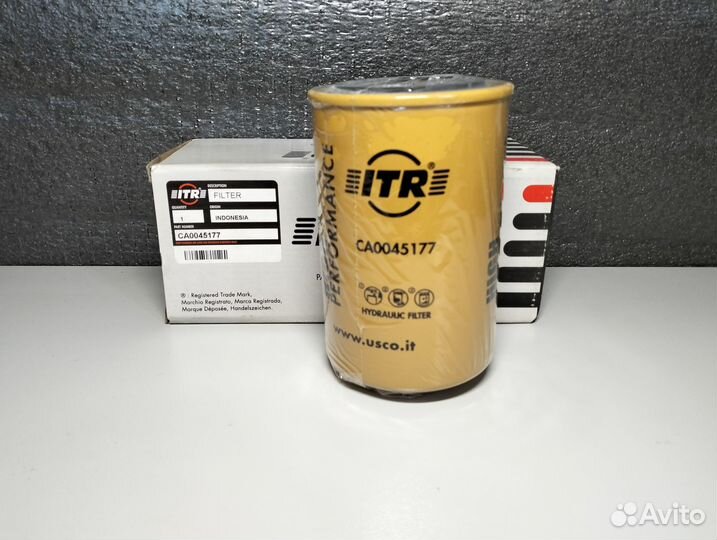 ITR
DESCRIPTION
FILTER
QUANTITY
ORIGIN
1
INDONESIA
PART NUMBER
CA0045177
® : Registered Trade Mark,
Marchio Registrato, Marca Registrada,
Marque Déposée, Handelszeichen.
PERFORMANCE
ITR®
CA0045177
HYDRAULIC FILTER
www.usco.it
Avito